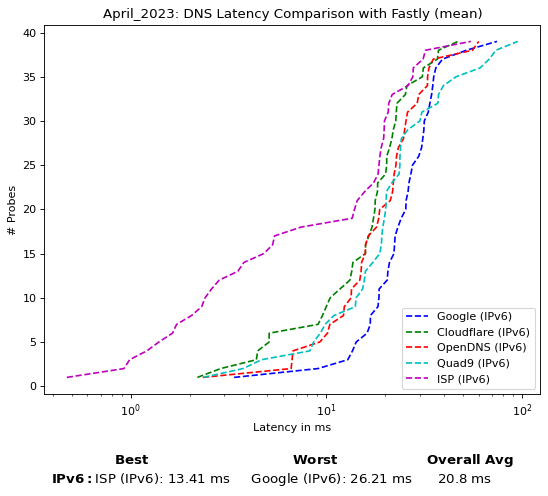 April_2023: DNS Latency Comparison with Fastly (mean)
40
35
30
25
20
15
10
5
0
# Probes
Google (IPv6)
Cloudflare (IPv6)
OpenDNS (IPv6)
Quad9 (IPv6)
ISP (IPv6)
10⁰ 10¹ 10²
Latency in ms
Best Worst Overall Avg
IPv6: ISP (IPv6): 13.41 ms Google (IPv6): 26.21 ms 20.8 ms